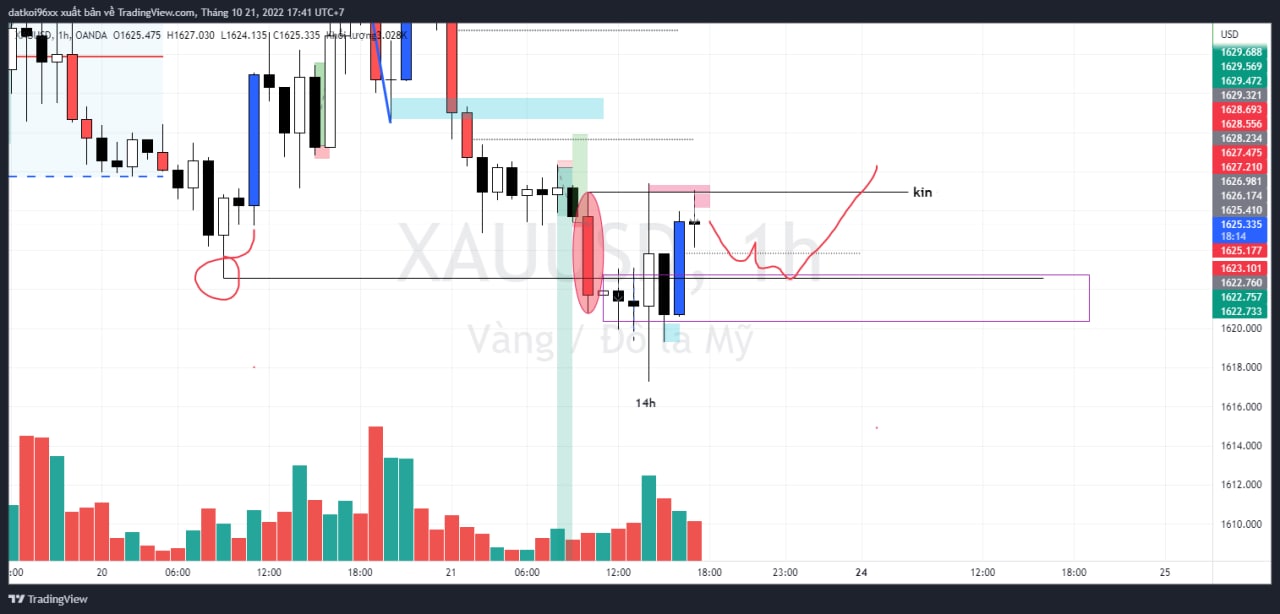 datkoi96xx xuất bản về TradingView.com, Tháng 10 21, 2022 17:41 UTC+7
1h, OANDA O1625.475 H1627.030 L1624.135 C1625.335 Khối lượng3.028K
USD
1629.688
1629.569
1629.472
1629.321
1628.693
1628.556
1628.234
1627.475
1627.210
1626.981
1626.174
1625.410
1625.335
18:14
1625.177
1623.101
1622.760
1622.757
1622.733
1620.000
1618.000
1616.000
1614.000
1612.000
1610.000
kin
XAUUSD, 1h
Vàng / Đô la Mỹ
14h
:00 20 06:00 12:00 18:00 21 06:00 12:00 18:00 23:00 24 12:00 18:00 25
TradingView